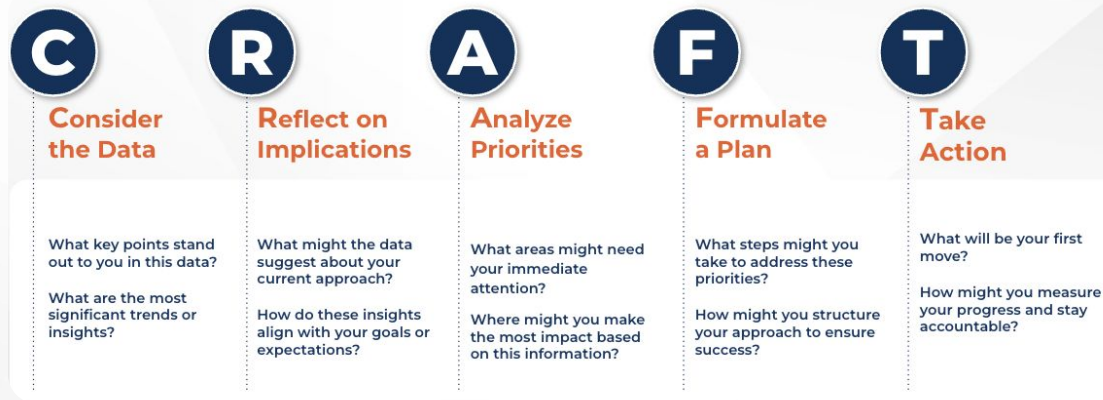 C
Consider
the Data
What key points stand
out to you in this data?
What are the most
significant trends or
insights?
R
Reflect on
Implications
What might the data
suggest about your
current approach?
How do these insights
align with your goals or
expectations?
A
Analyze
Priorities
What areas might need
your immediate
attention?
Where might you make
the most impact based
on this information?
F
Formulate
a Plan
What steps might you
take to address these
priorities?
How might you structure
your approach to ensure
success?
T
Take
Action
What will be your first
move?
How might you measure
your progress and stay
accountable?